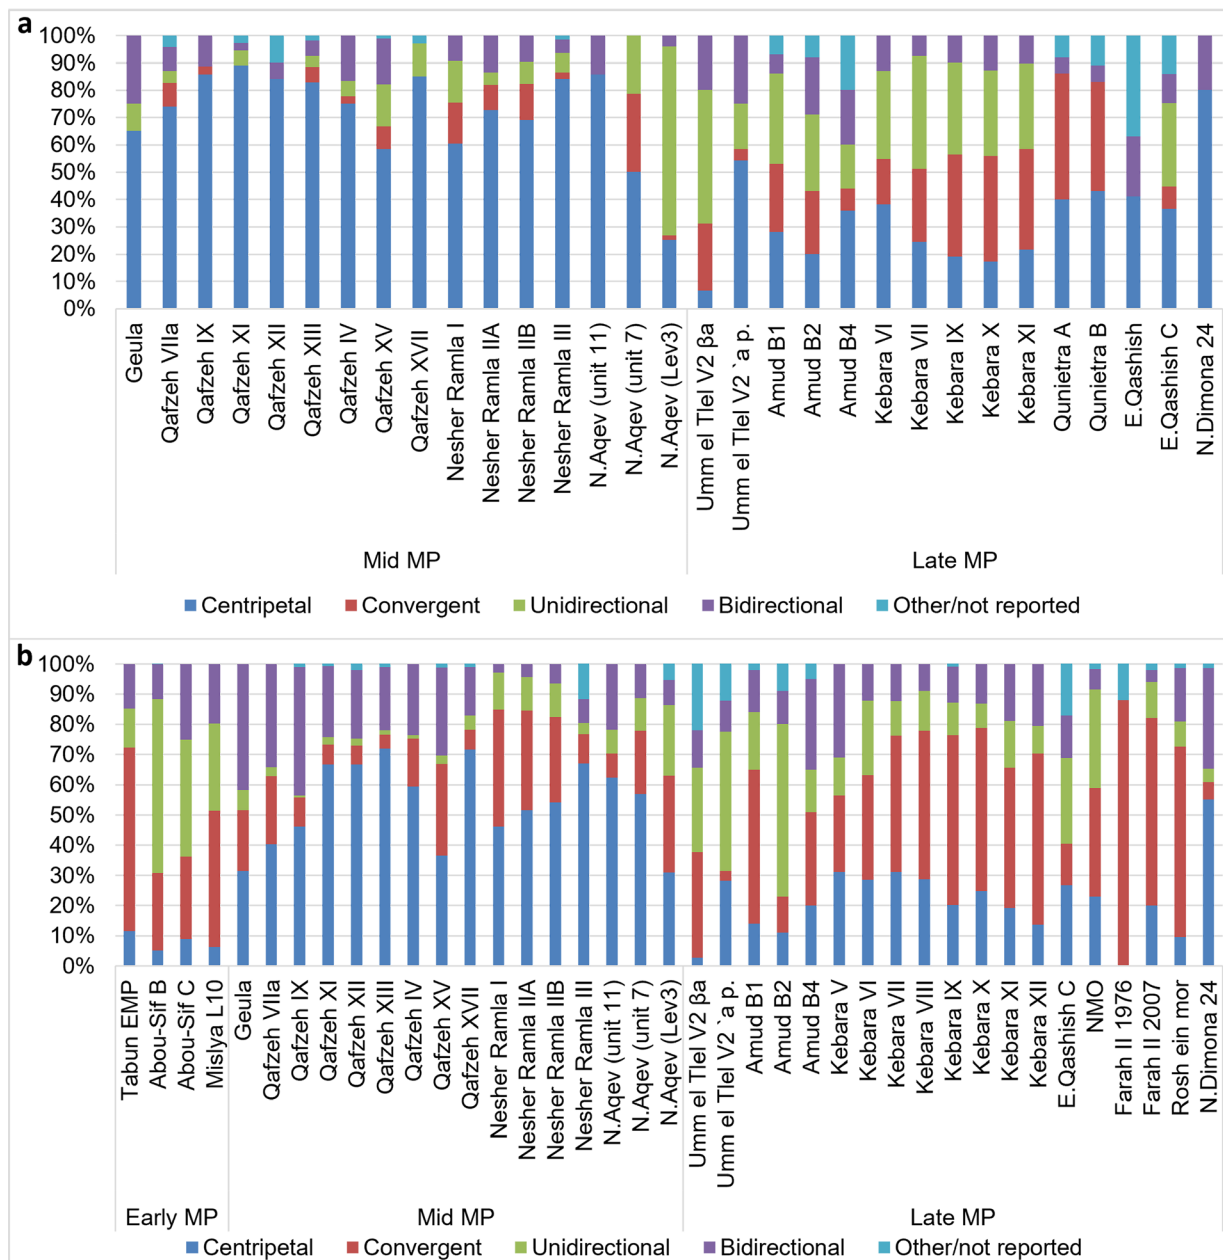 a
100%
90%
80%
70%
60%
50%
40%
30%
20%
10%
0%
Geula
Qafzeh VIIa
Qafzeh IX
Qafzeh XI
Qafzeh XII
Qafzeh XIII
Qafzeh IV
Qafzeh XV
Qafzeh XVII
Nesher Ramla I
Nesher Ramla IIA
Nesher Ramla IIB
Nesher Ramla III
N.Aqev (unit 11)
N.Aqev (unit 7)
N.Aqev (Lev3)
Umm el Tlel V2 βa
Umm el Tlel V2 `a p.
Amud B1
Amud B2
Amud B4
Kebara VI
Kebara VII
Kebara IX
Kebara X
Kebara XI
Qunietra A
Qunietra B
E.Qashish
E.Qashish C
N.Dimona 24
Mid MP
Late MP
Centripetal Convergent Unidirectional Bidirectional Other/not reported
b
100%
90%
80%
70%
60%
50%
40%
30%
20%
10%
0%
Tabun EMP
Abou-Sif B
Abou-Sif C
Mislya L10
Geula
Qafzeh VIIa
Qafzeh IX
Qafzeh XI
Qafzeh XII
Qafzeh XIII
Qafzeh IV
Qafzeh XV
Qafzeh XVII
Nesher Ramla I
Nesher Ramla IIA
Nesher Ramla IIB
Nesher Ramla III
N.Aqev (unit 11)
N.Aqev (unit 7)
N.Aqev (Lev3)
Umm el Tlel V2 βa
Umm el Tlel V2 `a p.
Amud B1
Amud B2
Amud B4
Kebara V
Kebara VI
Kebara VII
Kebara VIII
Kebara IX
Kebara X
Kebara XI
Kebara XII
E.Qashish C
NMO
Farah II 1976
Farah II 2007
Rosh ein mor
N.Dimona 24
Early MP
Mid MP
Late MP
Centripetal Convergent Unidirectional Bidirectional Other/not reported